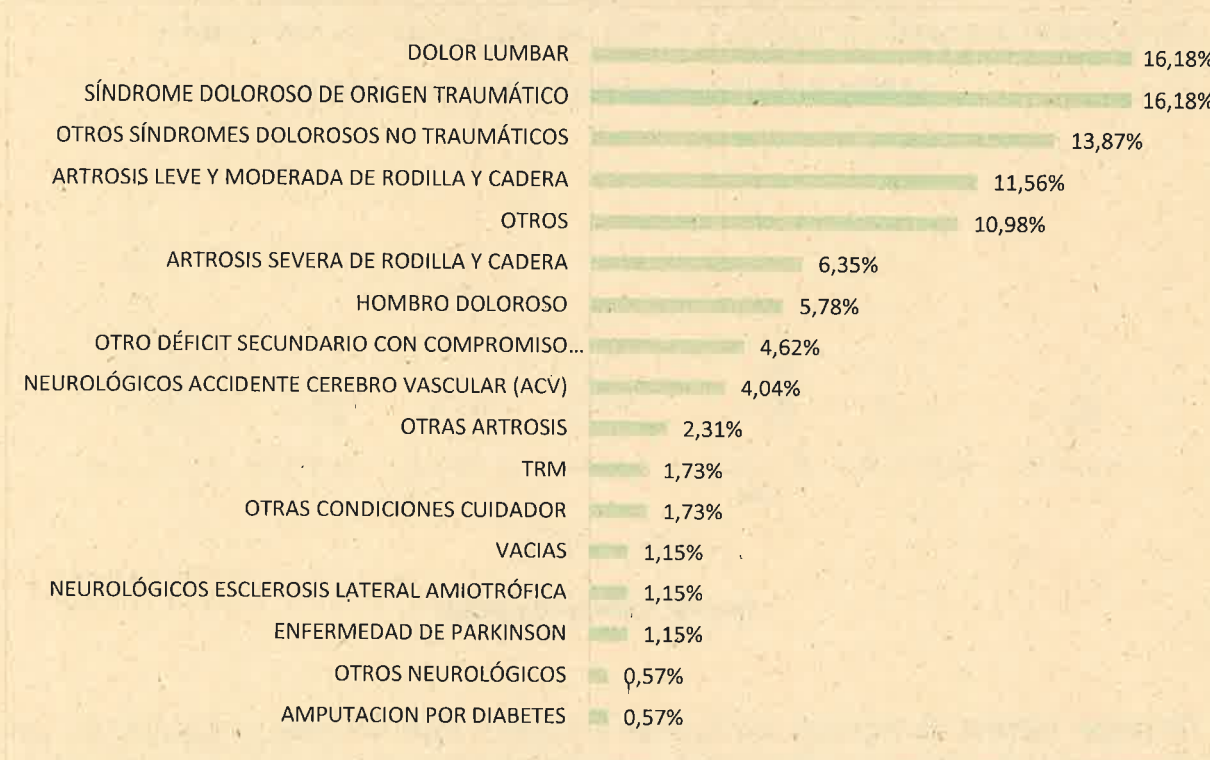 DOLOR LUMBAR 16,18%
SÍNDROME DOLOROSO DE ORIGEN TRAUMÁTICO 16,18%
OTROS SÍNDROMES DOLOROSOS NO TRAUMÁTICOS 13,87%
ARTROSIS LEVE Y MODERADA DE RODILLA Y CADERA 11,56%
OTROS 10,98%
ARTROSIS SEVERA DE RODILLA Y CADERA 6,35%
HOMBRO DOLOROSO 5,78%
OTRO DÉFICIT SECUNDARIO CON COMPROMISO... 4,62%
NEUROLÓGICOS ACCIDENTE CEREBRO VASCULAR (ACV) 4,04%
OTRAS ARTROSIS 2,31%
TRM 1,73%
OTRAS CONDICIONES CUIDADOR 1,73%
VACIAS 1,15%
NEUROLÓGICOS ESCLEROSIS LATERAL AMIOTRÓFICA 1,15%
ENFERMEDAD DE PARKINSON 1,15%
OTROS NEUROLÓGICOS 0,57%
AMPUTACION POR DIABETES 0,57%